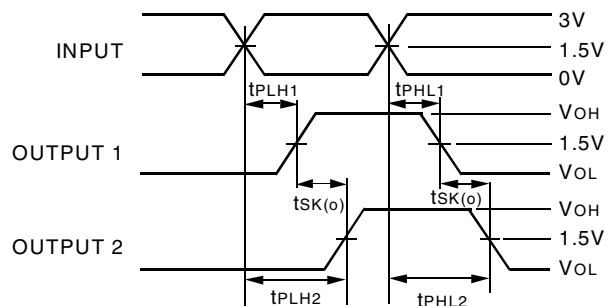 3V
INPUT
1.5V
0V
tPLH1
tPHL1
VOH
OUTPUT 1
1.5V
VOL
tSK(o)
tSK(o)
VOH
OUTPUT 2
1.5V
VOL
tPLH2
tPHL2